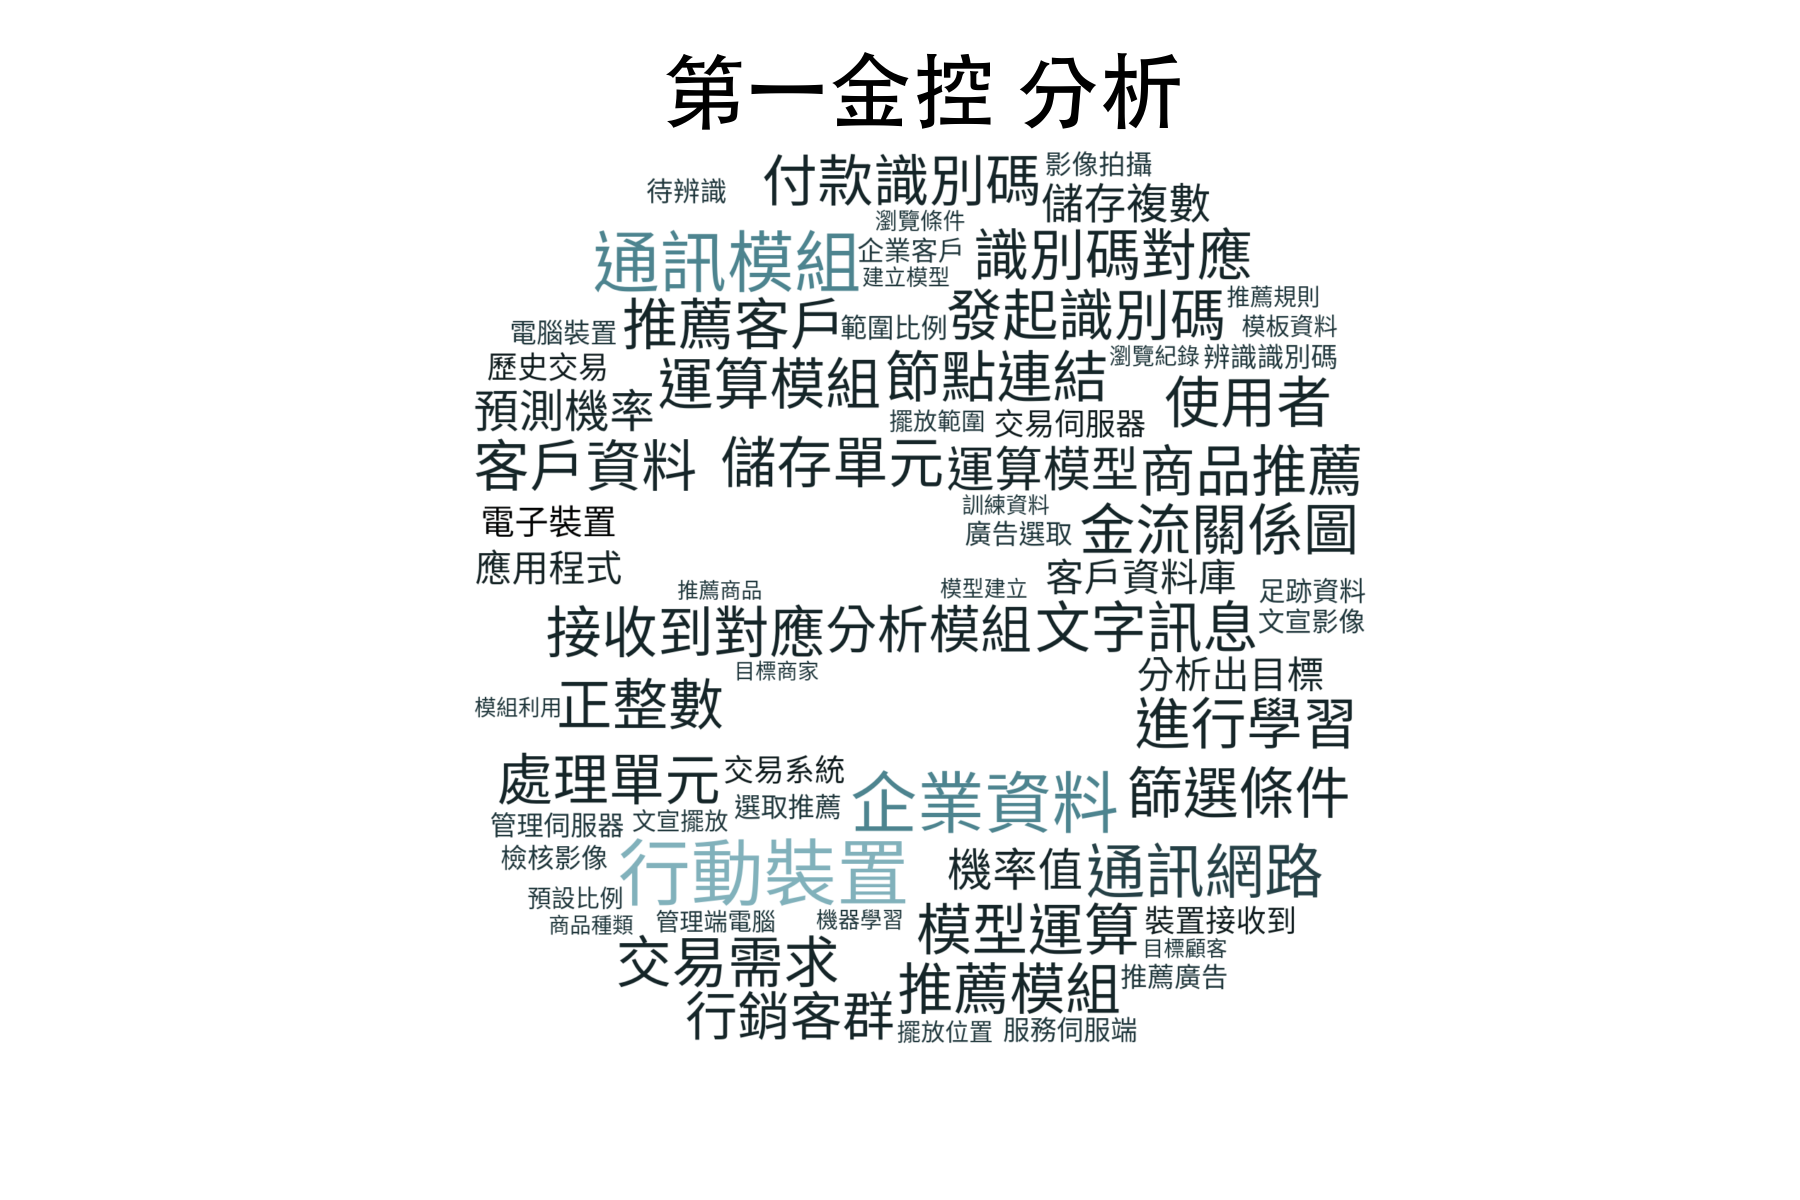 第一金控 分析
付款識別碼 影像拍攝
待辨識 儲存複數
瀏覽條件
通訊模組 企業客戶 識別碼對應
建立模型
推薦客戶 範圍比例 發起識別碼 推薦規則
電腦裝置 模板資料
歷史交易 運算模組 節點連結 瀏覽紀錄 辨識識別碼
預測機率 擺放範圍 交易伺服器 使用者
客戶資料 儲存單元 運算模型 商品推薦
訓練資料
電子裝置 廣告選取 金流關係圖
應用程式 客戶資料庫
推薦商品 模型建立 足跡資料
接收到對應 分析模組 文字訊息 文宣影像
目標商家 分析出目標
模組利用 正整數 進行學習
處理單元 交易系統 企業資料 篩選條件
選取推薦
管理伺服器 文宣擺放
檢核影像 行動裝置 機率值 通訊網路
預設比例
商品種類 管理端電腦 機器學習 模型運算 裝置接收到
目標顧客
交易需求 推薦模組 推薦廣告
行銷客群 擺放位置 服務伺服端